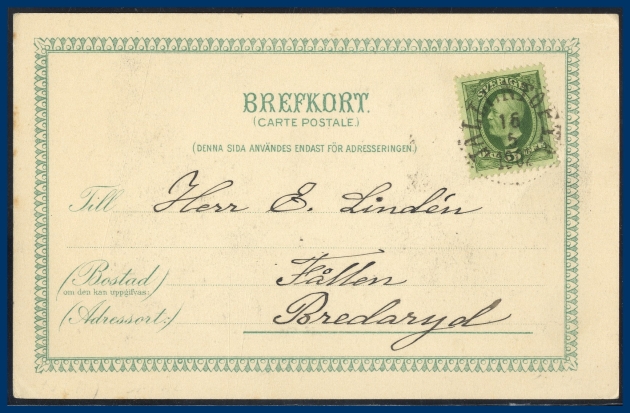 BREFKORT.
(CARTE POSTALE.)
(DENNA SIDA ANVÄNDES ENDAST FÖR ADRESSERINGEN.)
SVERIGE
16
5
Till Herr E. Lindén
(Bostad) Fållen
om den kan uppgifvas.
(Adressort:) Bredaryd